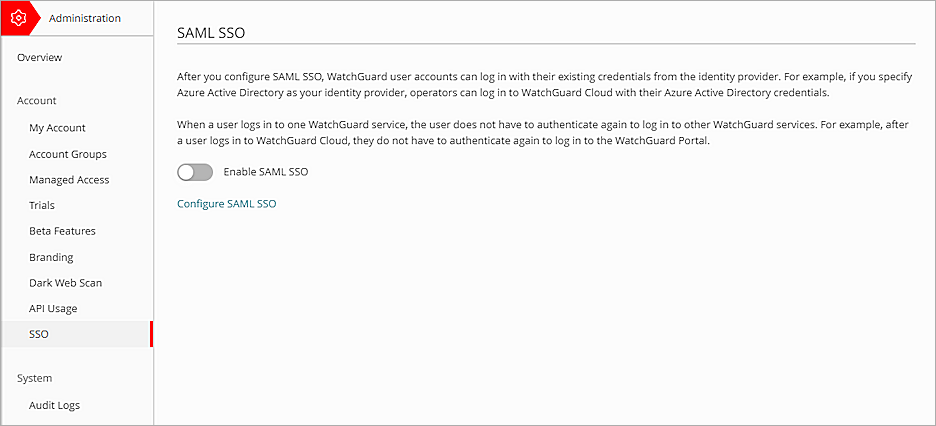 Administration
Overview
Account
My Account
Account Groups
Managed Access
Trials
Beta Features
Branding
Dark Web Scan
API Usage
SSO
System
Audit Logs
SAML SSO
After you configure SAML SSO, WatchGuard user accounts can log in with their existing credentials from the identity provider. For example, if you specify
Azure Active Directory as your identity provider, operators can log in to WatchGuard Cloud with their Azure Active Directory credentials.
When a user logs in to one WatchGuard service, the user does not have to authenticate again to log in to other WatchGuard services. For example, after
a user logs in to WatchGuard Cloud, they do not have to authenticate again to log in to the WatchGuard Portal.
Enable SAML SSO
Configure SAML SSO